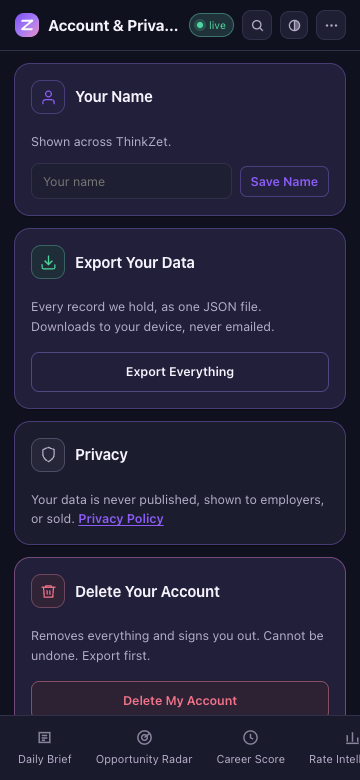 Account & Priva...
live
Your Name
Shown across ThinkZet.
Your name
Save Name
Export Your Data
Every record we hold, as one JSON file.
Downloads to your device, never emailed.
Export Everything
Privacy
Your data is never published, shown to employers,
or sold. Privacy Policy
Delete Your Account
Removes everything and signs you out. Cannot be
undone. Export first.
Delete My Account
Daily Brief
Opportunity Radar
Career Score
Rate Intell